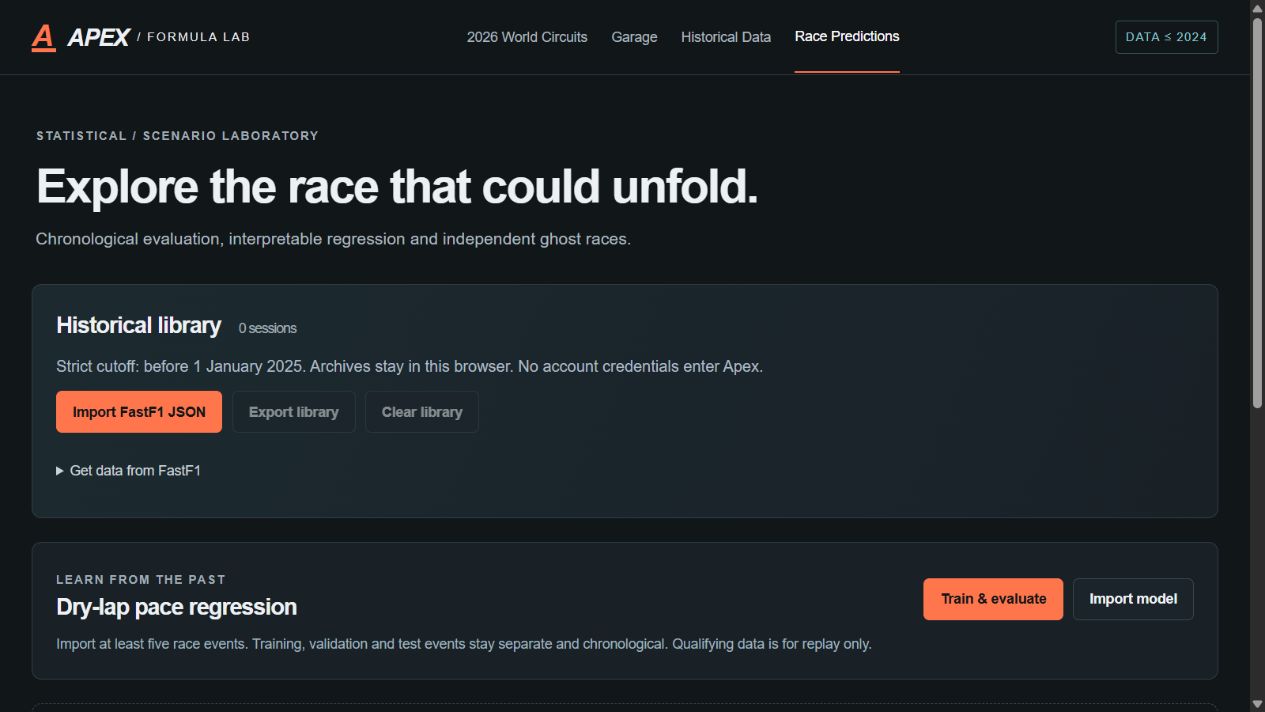 A APEX / FORMULA LAB
2026 World Circuits Garage Historical Data Race Predictions
DATA ≤ 2024
STATISTICAL / SCENARIO LABORATORY
Explore the race that could unfold.
Chronological evaluation, interpretable regression and independent ghost races.
Historical library 0 sessions
Strict cutoff: before 1 January 2025. Archives stay in this browser. No account credentials enter Apex.
Import FastF1 JSON Export library Clear library
Get data from FastF1
LEARN FROM THE PAST
Dry-lap pace regression
Train & evaluate Import model
Import at least five race events. Training, validation and test events stay separate and chronological. Qualifying data is for replay only.